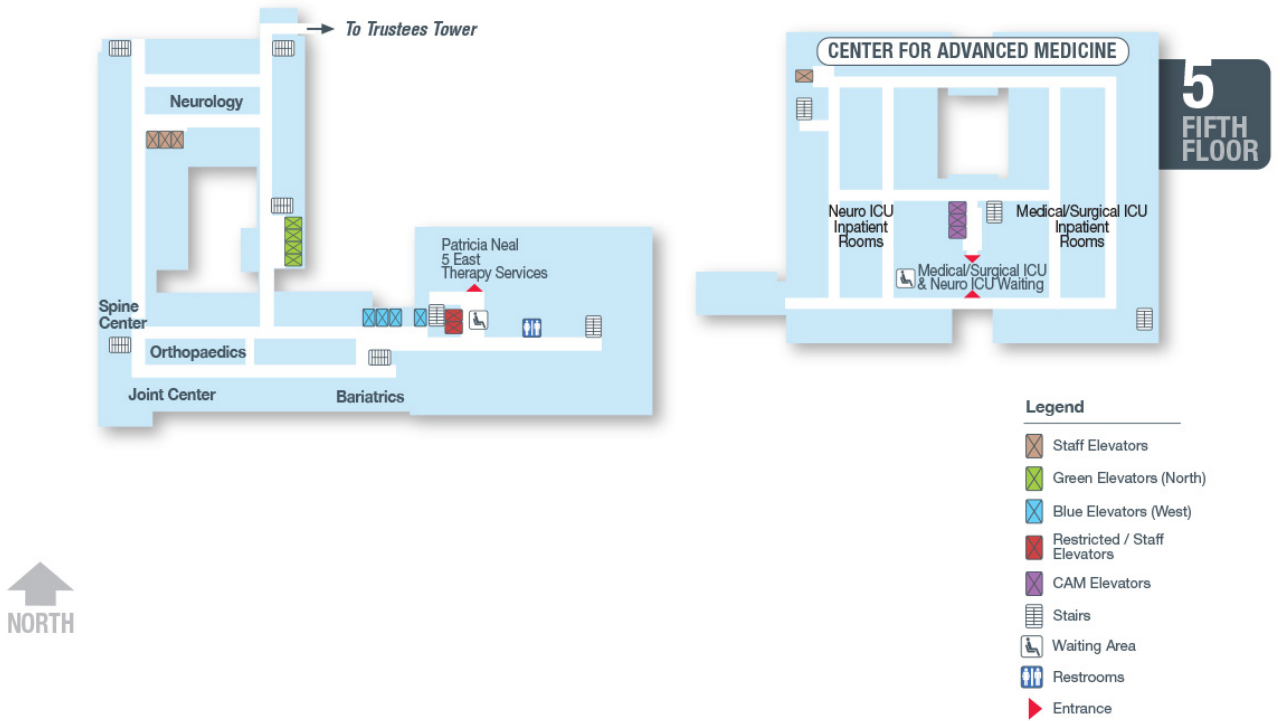 To Trustees Tower
CENTER FOR ADVANCED MEDICINE
5
FIFTH
FLOOR
Neurology
Neuro ICU
Inpatient
Rooms
Medical/Surgical ICU
Inpatient
Rooms
Patricia Neal
5 East
Therapy Services
Medical/Surgical ICU
& Neuro ICU Waiting
Spine
Center
Orthopaedics
Joint Center
Bariatrics
Legend
Staff Elevators
Green Elevators (North)
Blue Elevators (West)
Restricted / Staff
Elevators
CAM Elevators
Stairs
Waiting Area
Restrooms
Entrance
NORTH